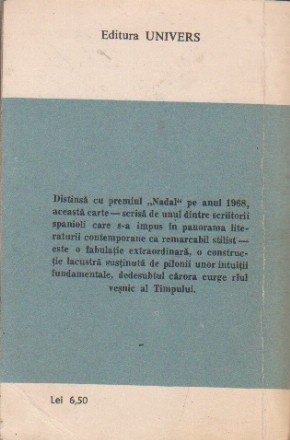 Editura UNIVERS
Distinsă cu premiul „Nadal“ pe anul 1968,
această carte — scrisă de unul dintre scriitorii
spanioli care s-a impus în panorama lite-
raturii contemporane ca remarcabil stilist —
este o fabulație extraordinară, o construc-
ție lacustră susținută de pilonii unor intuiții
fundamentale, dedesubtul cărora curge rîul
veșnic al Timpului.
Lei 6,50